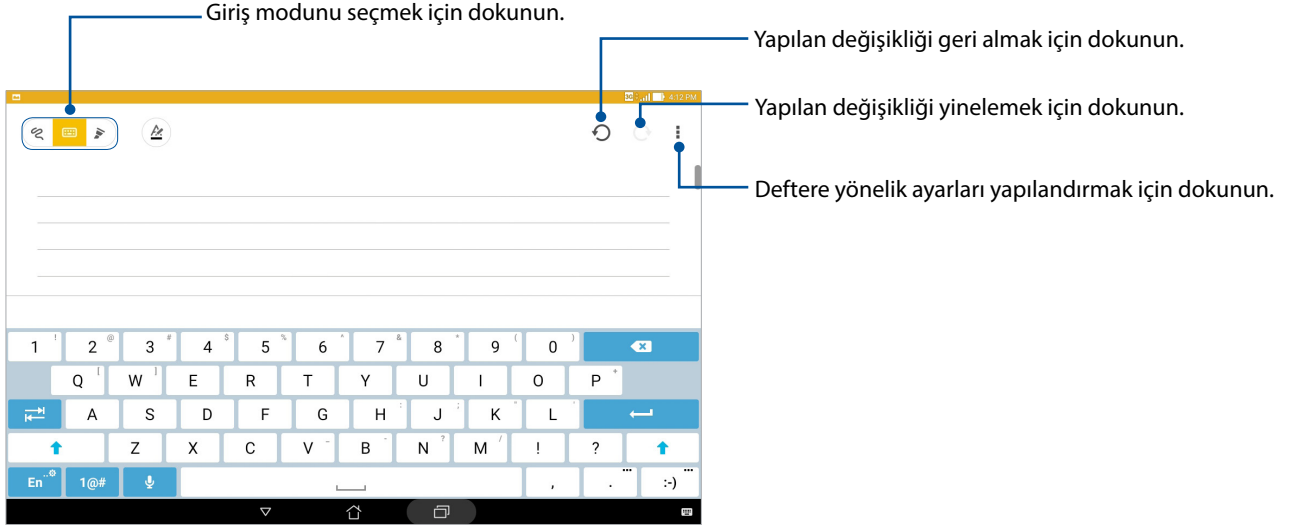 Giriş modunu seçmek için dokunun.
Yapılan değişikliği geri almak için dokunun.
Yapılan değişikliği yinelemek için dokunun.
Deftere yönelik ayarları yapılandırmak için dokunun.
3G 4:12 PM
1 ! 2 @ 3 # 4 $ 5 % 6 ^ 7 & 8 * 9 ( 0 )
Q [ W ] E R T Y U I O P +
A S D F G H : J ; K " L '
Z X C V - B - N ? M / ! ?
En 1@# , . ... :-) ...